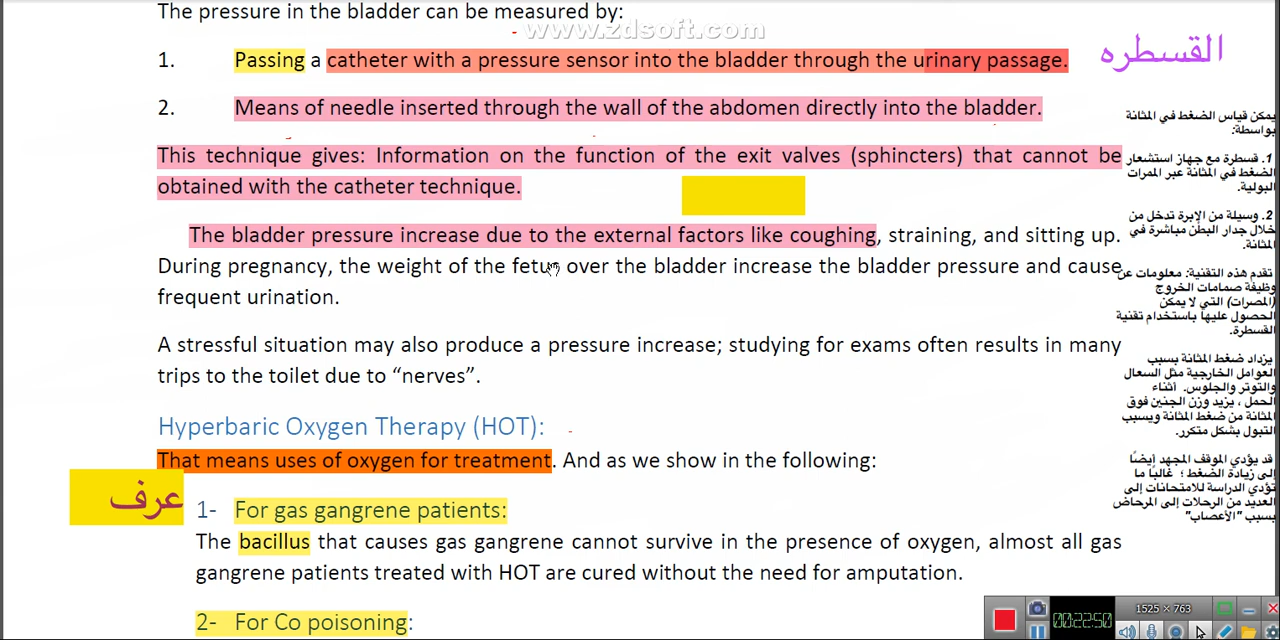 The pressure in the bladder can be measured by:
www.zdsoft.com
1. Passing a catheter with a pressure sensor into the bladder through the urinary passage.
القسطره
2. Means of needle inserted through the wall of the abdomen directly into the bladder.
This technique gives: Information on the function of the exit valves (sphincters) that cannot be
obtained with the catheter technique.
The bladder pressure increase due to the external factors like coughing, straining, and sitting up.
During pregnancy, the weight of the fetus over the bladder increase the bladder pressure and cause
frequent urination.
A stressful situation may also produce a pressure increase; studying for exams often results in many
trips to the toilet due to “nerves”.
Hyperbaric Oxygen Therapy (HOT):
That means uses of oxygen for treatment. And as we show in the following:
عرف
1- For gas gangrene patients:
The bacillus that causes gas gangrene cannot survive in the presence of oxygen, almost all gas
gangrene patients treated with HOT are cured without the need for amputation.
2- For Co poisoning:
يمكن قياس الضغط في المثانة
بواسطة:
1. قسطرة مع جهاز استشعار
الضغط في المثانة عبر الممرات
البولية.
2. وسيلة من الإبرة تدخل من
خلال جدار البطن مباشرة في
المثانة.
تقدم هذه التقنية: معلومات عن
وظيفة صمامات الخروج
(المصرات) التي لا يمكن
الحصول عليها باستخدام تقنية
القسطرة.
يزداد ضغط المثانة بسبب
العوامل الخارجية مثل السعال
والتوتر والجلوس. أثناء
الحمل ، يزيد وزن الجنين فوق
المثانة من ضغط المثانة ويسبب
التبول بشكل متكرر.
قد يؤدي الموقف المجهد أيضًا
إلى زيادة الضغط ؛ غالبًا ما
تؤدي الدراسة للامتحانات إلى
العديد من الرحلات إلى المرحاض
بسبب "الأعصاب"
1525 x 763
00:22:50